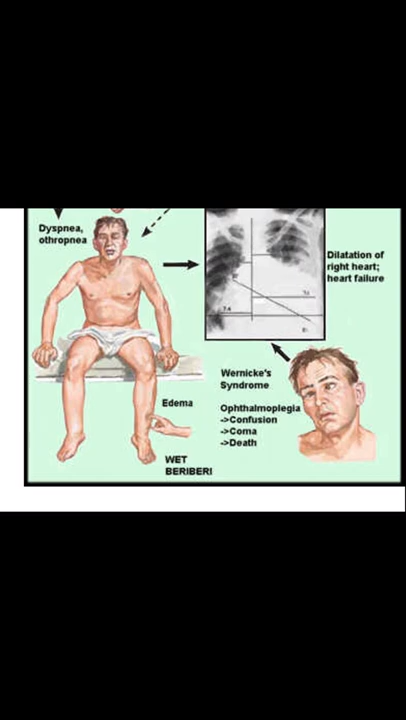 Dyspnea,
othropnea
Dilatation of
right heart;
heart failure
Wernicke's
Syndrome
Edema
Ophthalmoplegia
->Confusion
->Coma
->Death
WET
BERIBERI